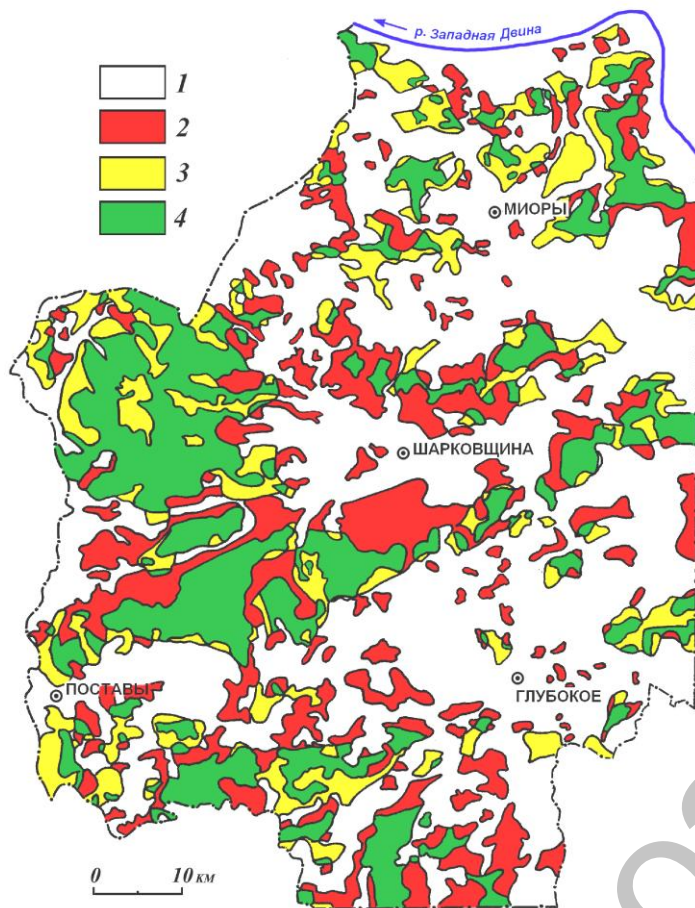 р. Западная Двина
1
2
3
4
МИОРЫ
ШАРКОВЩИНА
ПОСТАВЫ
ГЛУБОКОЕ
0 10 км